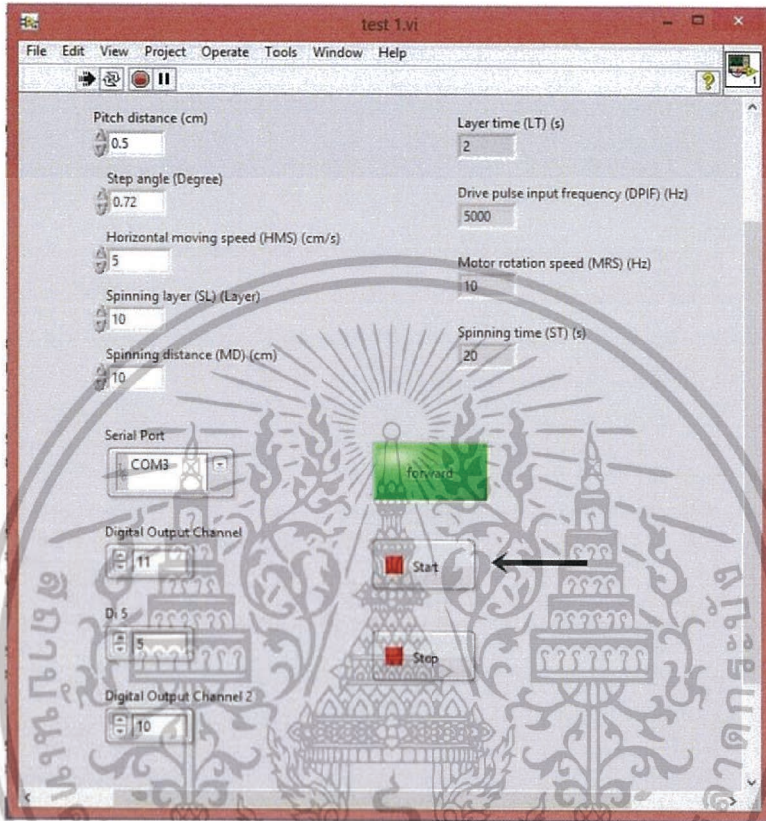 test 1.vi
File Edit View Project Operate Tools Window Help
Pitch distance (cm)
0.5
Step angle (Degree)
0.72
Horizontal moving speed (HMS) (cm/s)
5
Spinning layer (SL) (Layer)
10
Spinning distance (MD) (cm)
10
Layer time (LT) (s)
2
Drive pulse input frequency (DPIF) (Hz)
5000
Motor rotation speed (MRS) (Hz)
10
Spinning time (ST) (s)
20
Serial Port
COM3
forward
Digital Output Channel
11
Start
Di 5
5
Stop
Digital Output Channel 2
10